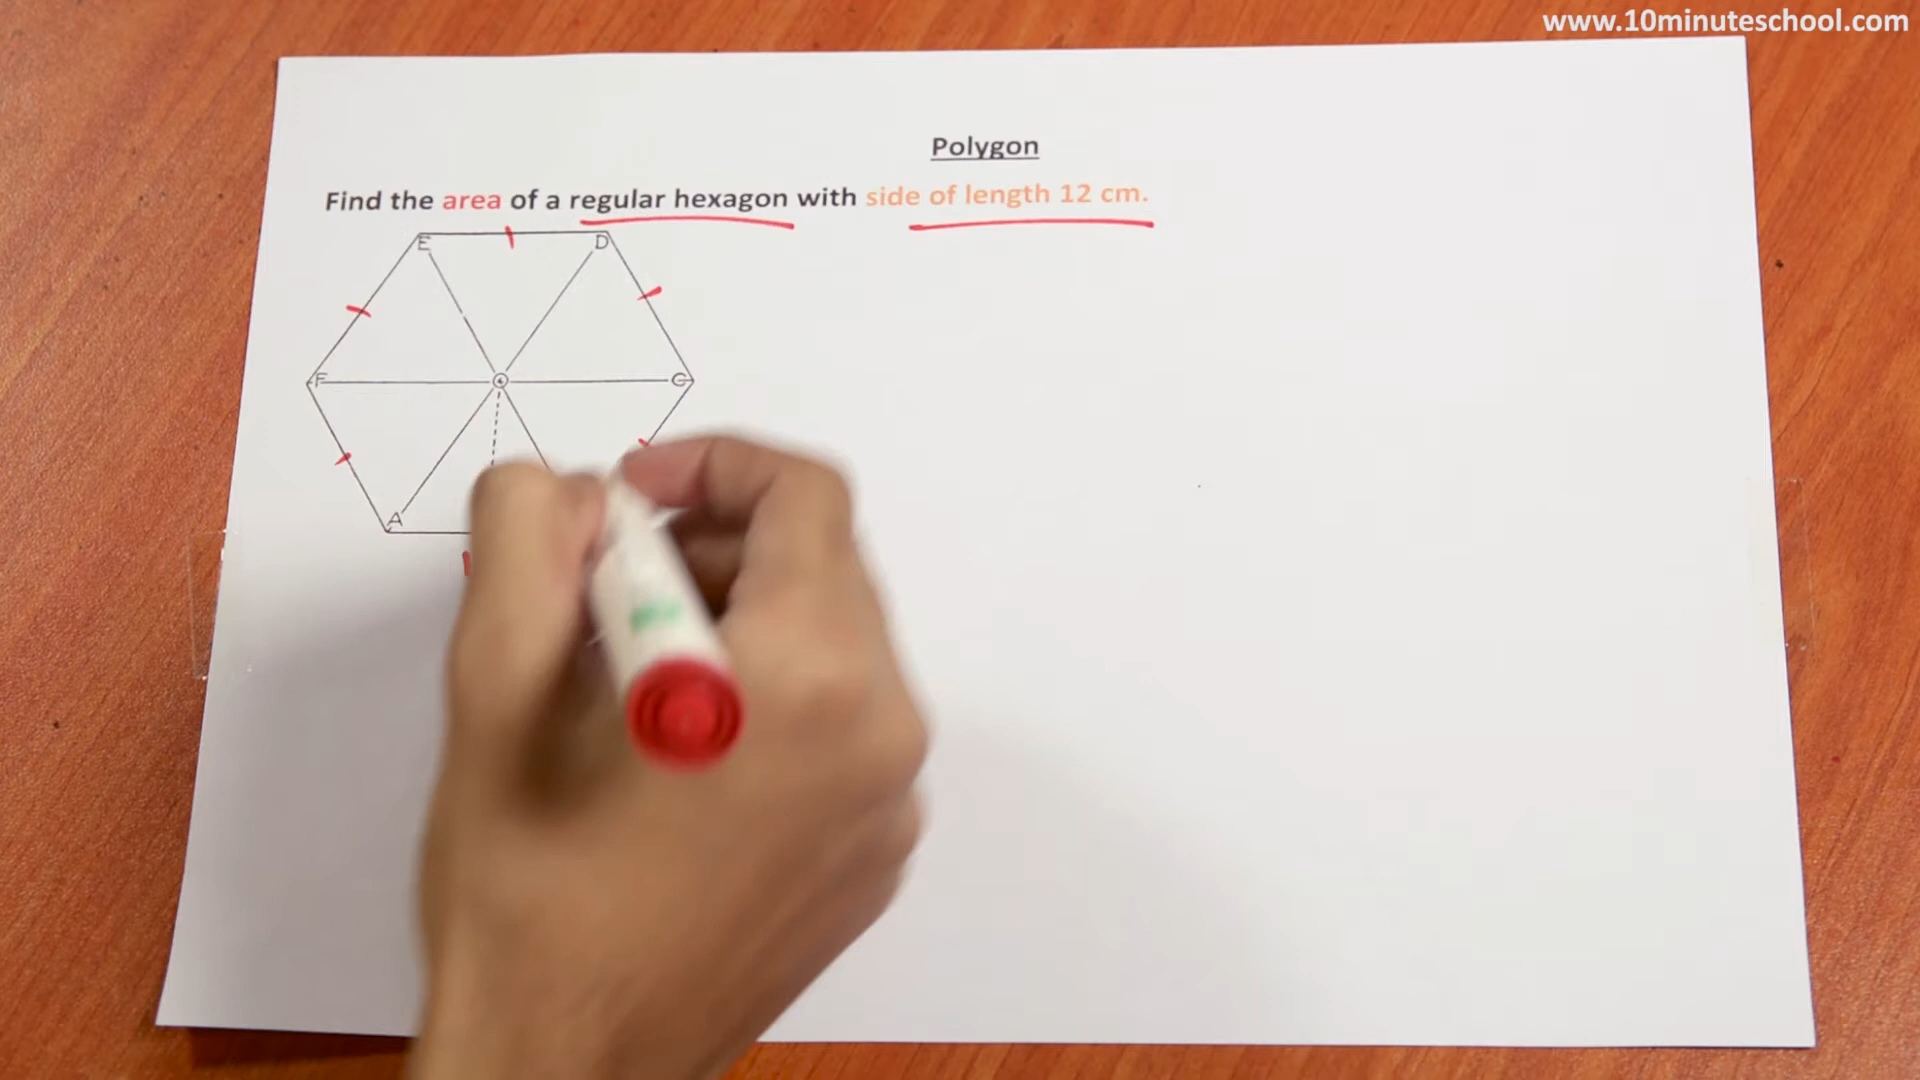 www.10minuteschool.com
Polygon
Find the area of a regular hexagon with side of length 12 cm.
E
D
F
C
A